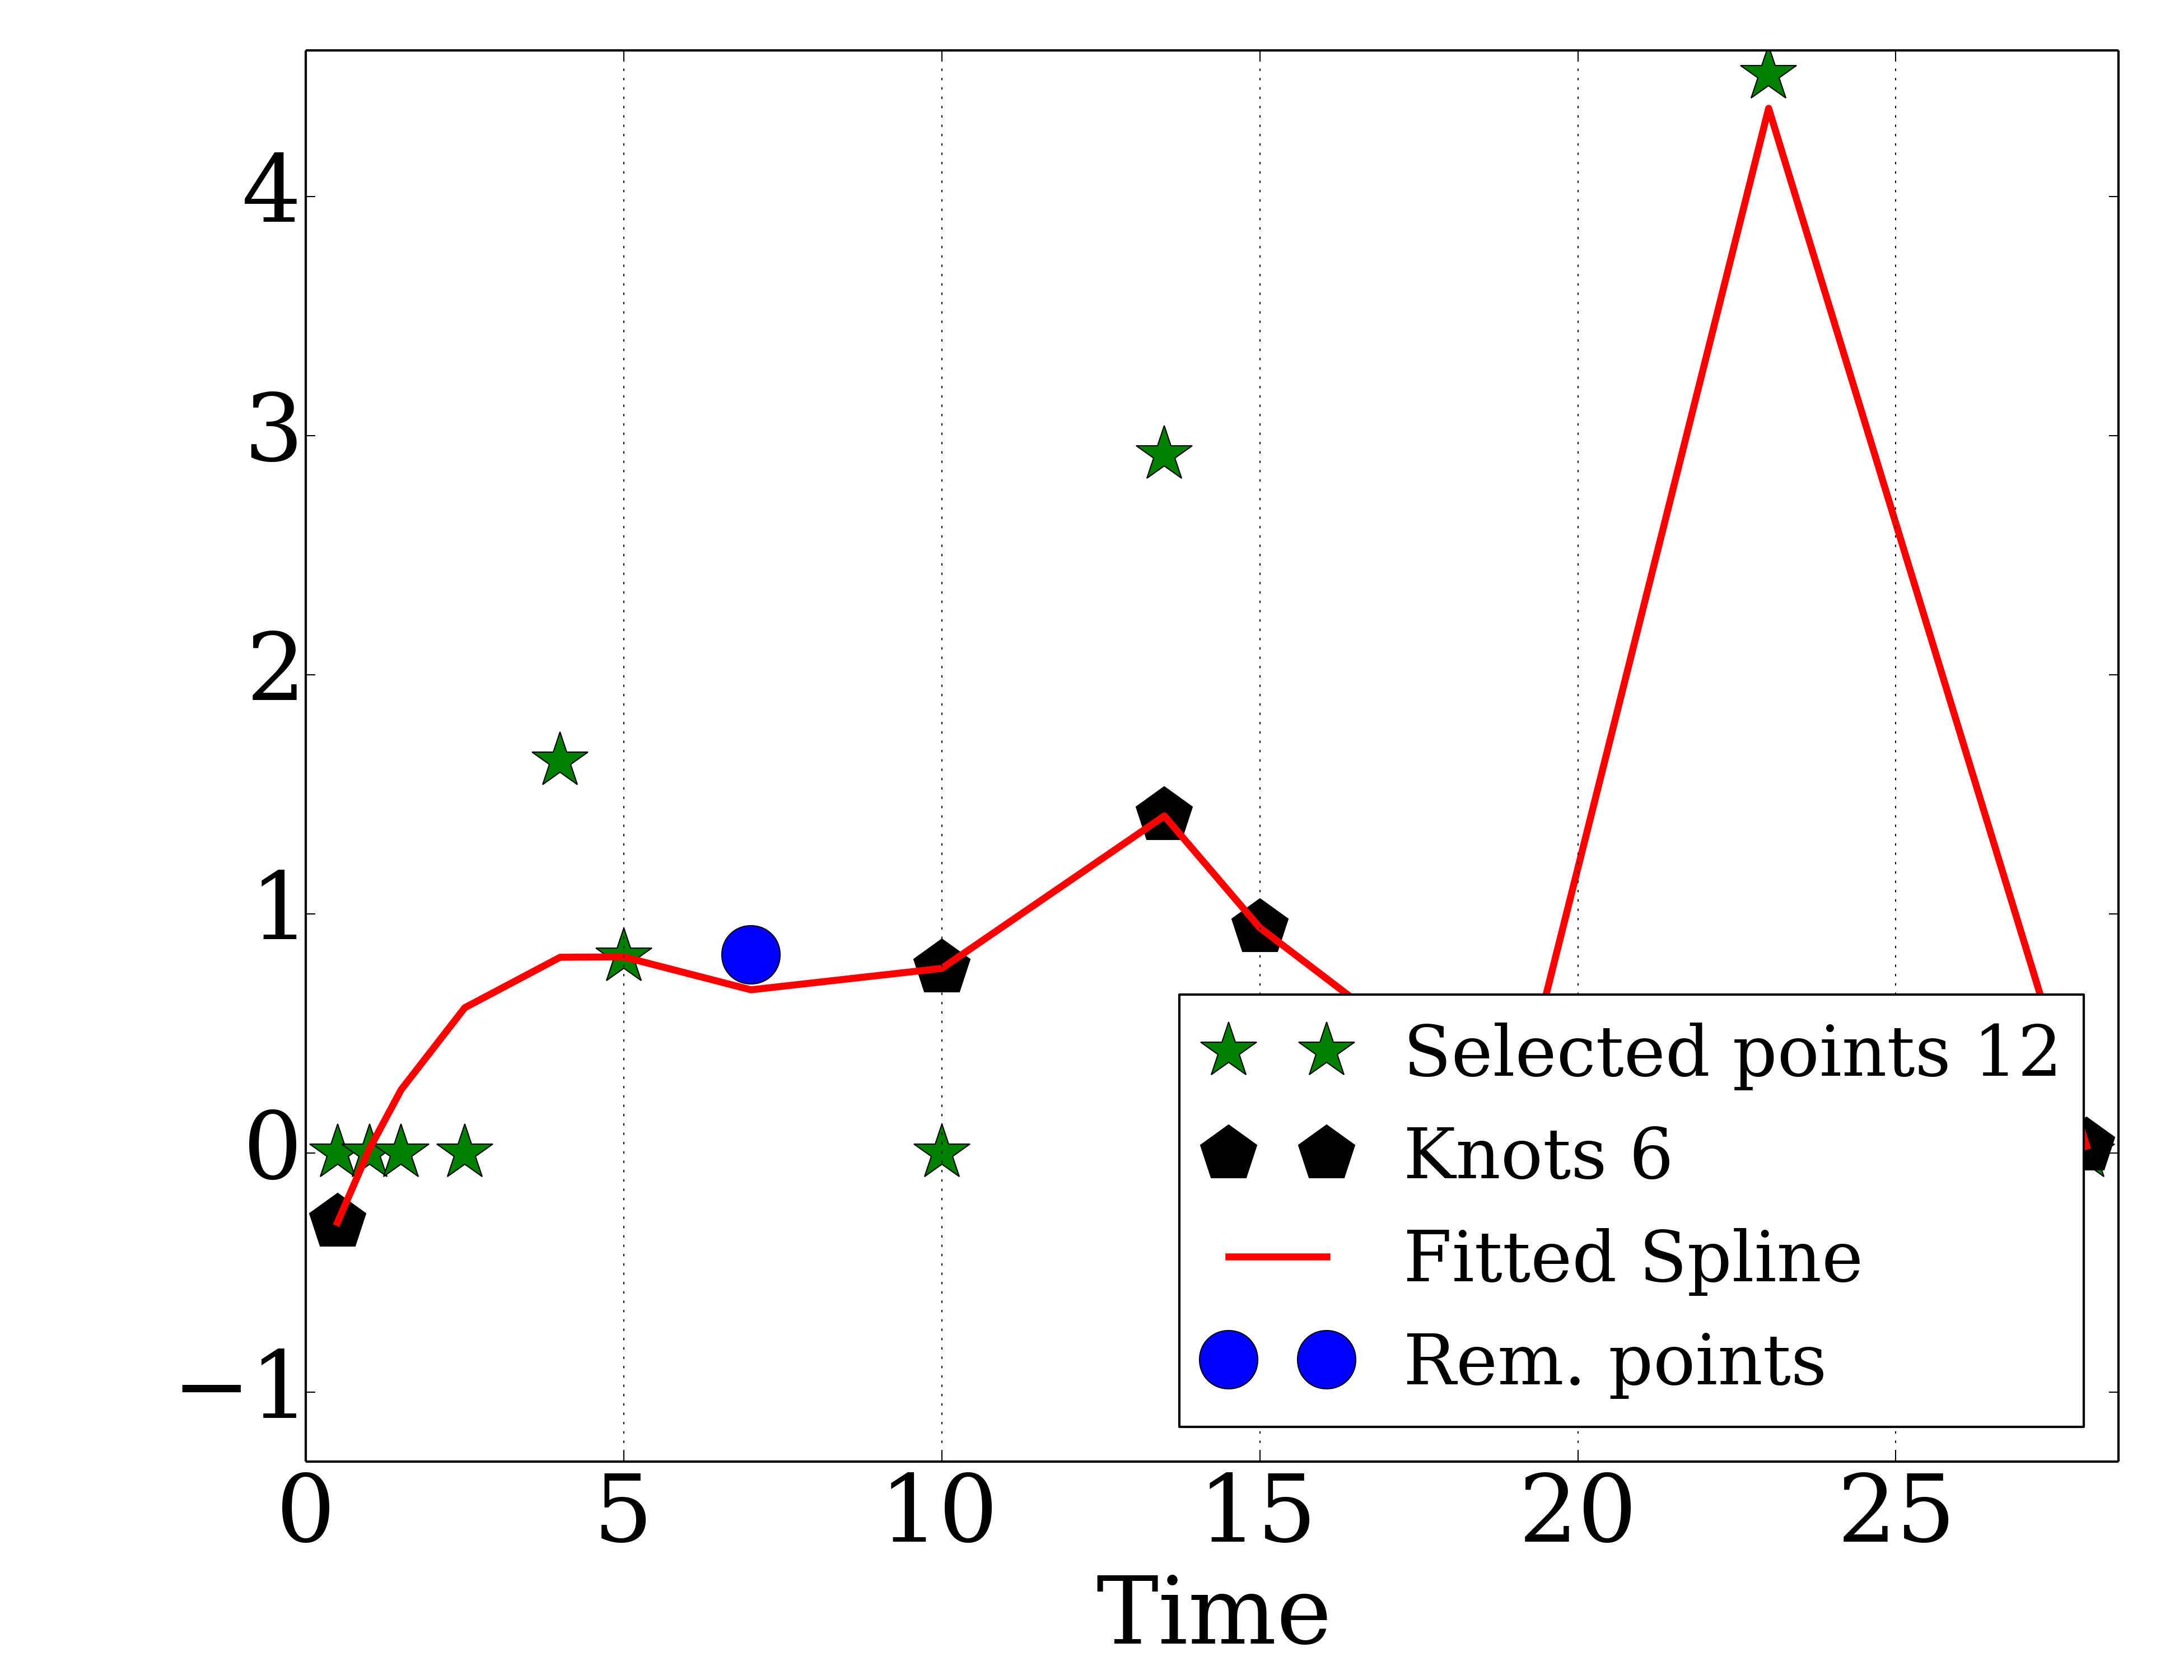 4
3
2
1
0
−1
0 5 10 15 20 25
Time
Selected points 12
Knots 6
Fitted Spline
Rem. points